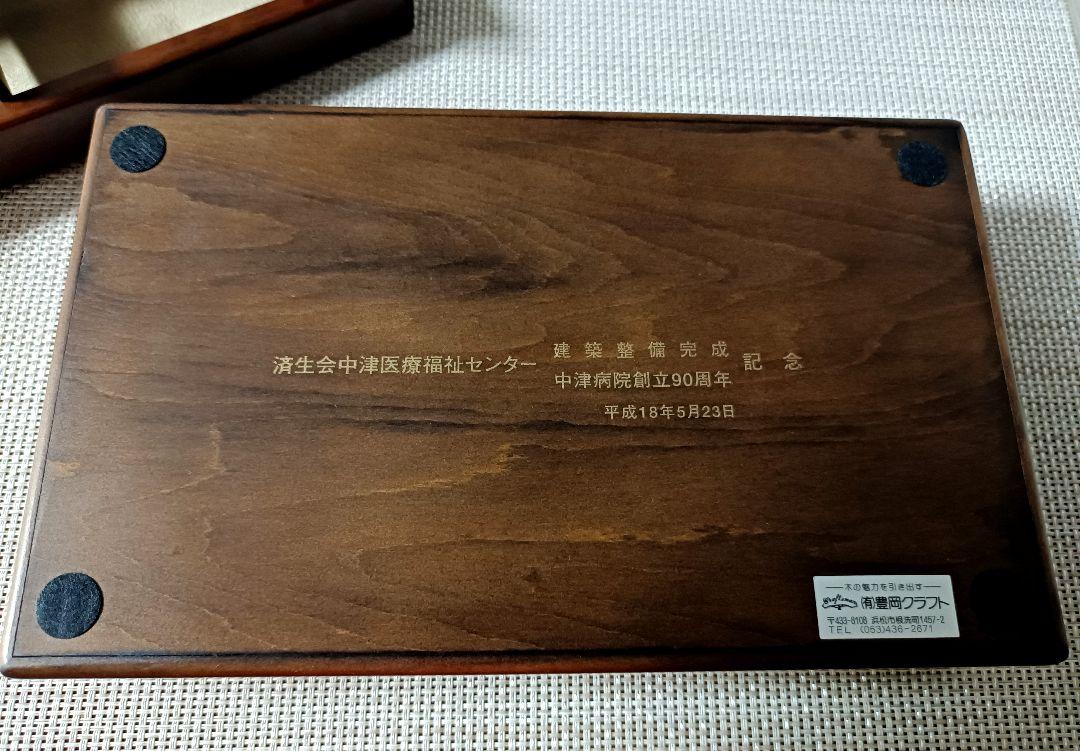 済生会中津医療福祉センター 建築整備完成 記念
中津病院創立90周年
平成18年5月23日
木の魅力を引き出す
Craftsman ㈲豊岡クラフト
〒433-8108 浜松市根洗町1457-2
TEL (053)436-2671